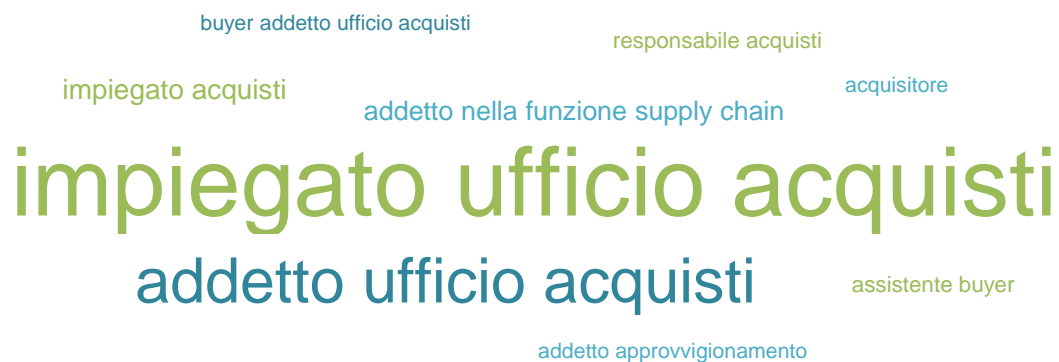 buyer addetto ufficio acquisti
responsabile acquisti
impiegato acquisti
acquisitore
addetto nella funzione supply chain
impiegato ufficio acquisti
addetto ufficio acquisti
assistente buyer
addetto approvvigionamento